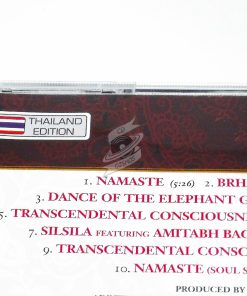 THAILAND
EDITION
1. NAMASTE (5:26) 2. BRH
3. DANCE OF THE ELEPHANT G
5. TRANSCENDENTAL CONSCIOUSNE
7. SILSILA FEATURING AMITABH BAC
9. TRANSCENDENTAL CONSC
10. NAMASTE (SOUL S
PRODUCED BY